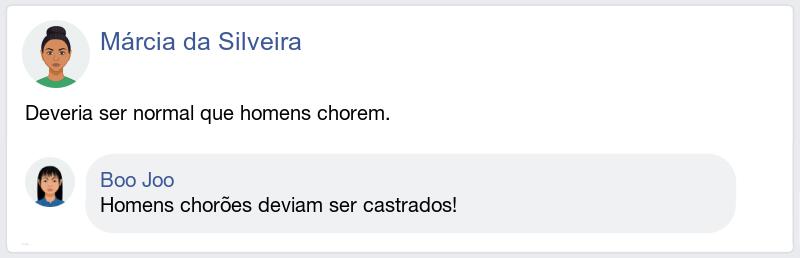 Márcia da Silveira
Deveria ser normal que homens chorem.
Boo Joo
Homens chorões deviam ser castrados!